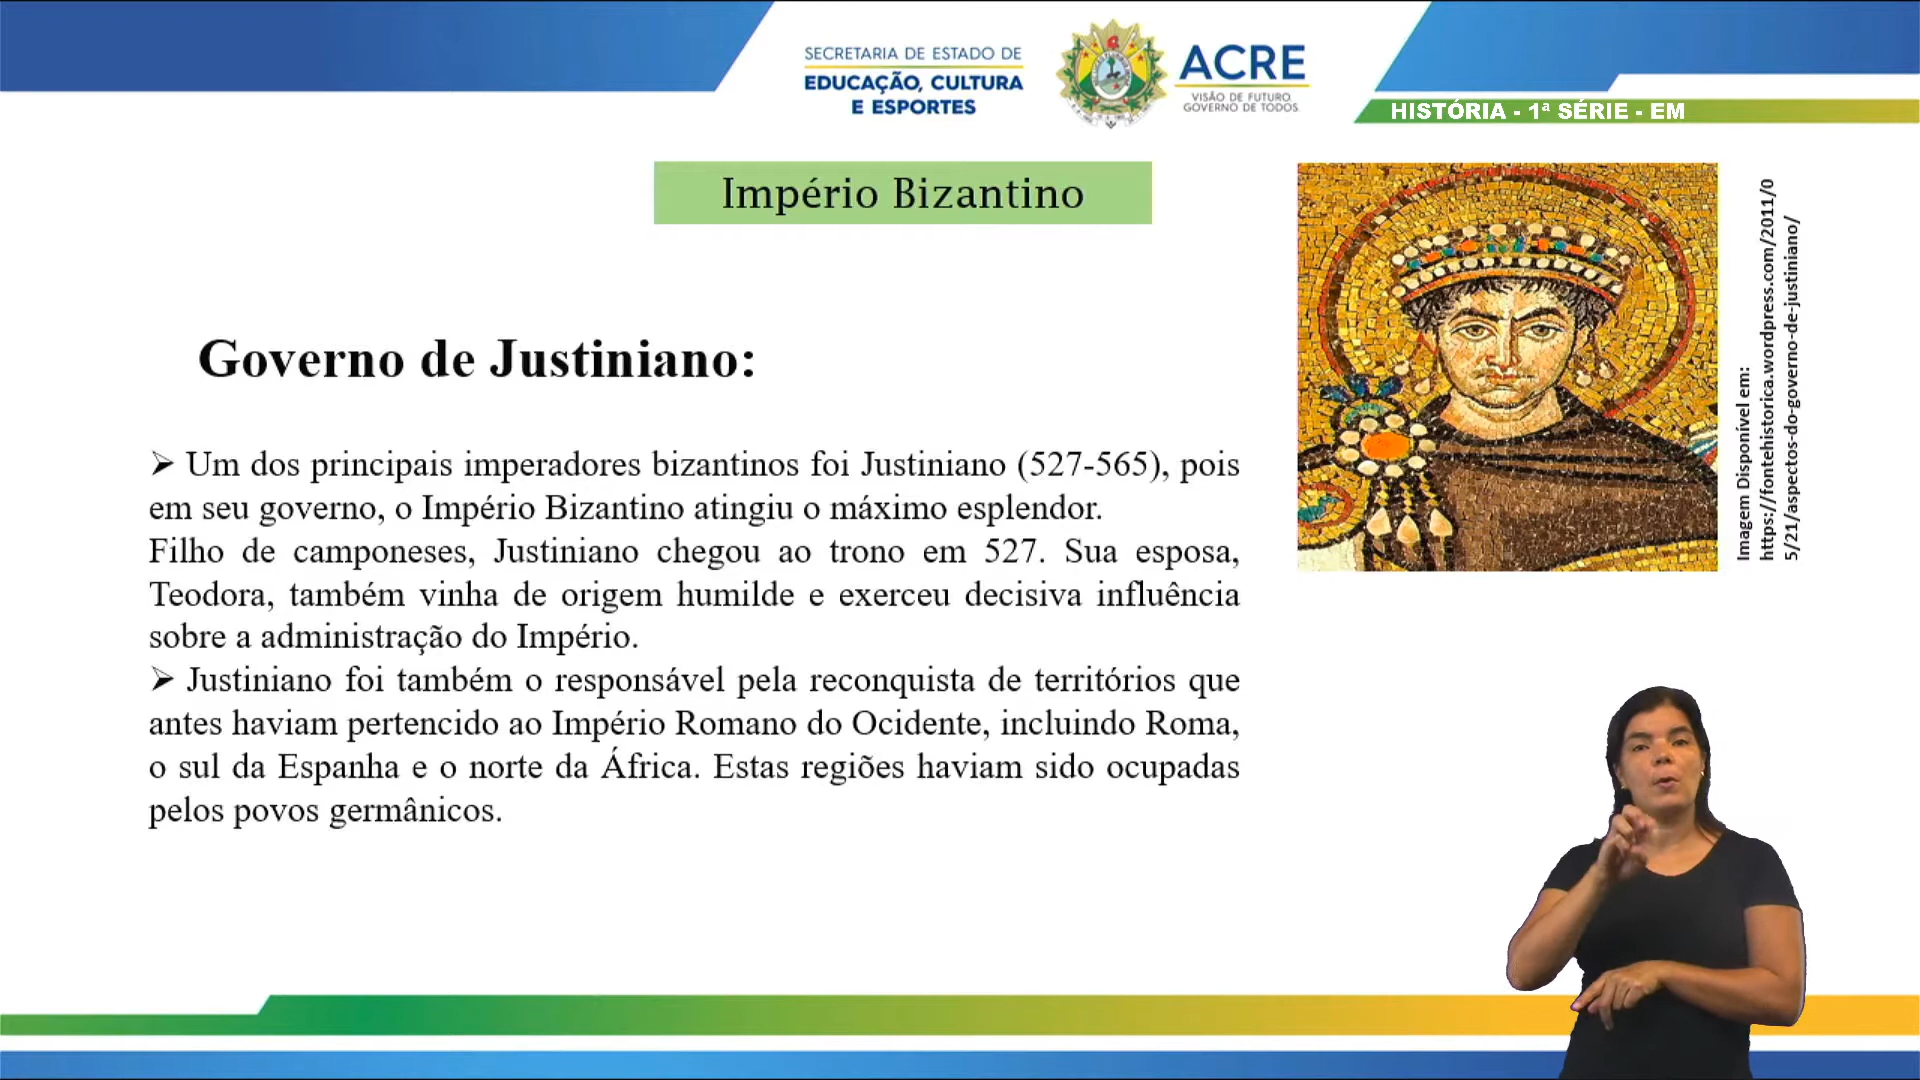 SECRETARIA DE ESTADO DE
EDUCAÇÃO, CULTURA
E ESPORTES
ACRE
VISÃO DE FUTURO
GOVERNO DE TODOS
HISTÓRIA - 1ª SÉRIE - EM
Império Bizantino
Imagem Disponível em:
https://fontehistorica.wordpress.com/2011/0
5/21/aspectos-do-governo-de-justiniano/
Governo de Justiniano:
➢ Um dos principais imperadores bizantinos foi Justiniano (527-565), pois
em seu governo, o Império Bizantino atingiu o máximo esplendor.
Filho de camponeses, Justiniano chegou ao trono em 527. Sua esposa,
Teodora, também vinha de origem humilde e exerceu decisiva influência
sobre a administração do Império.
➢ Justiniano foi também o responsável pela reconquista de territórios que
antes haviam pertencido ao Império Romano do Ocidente, incluindo Roma,
o sul da Espanha e o norte da África. Estas regiões haviam sido ocupadas
pelos povos germânicos.